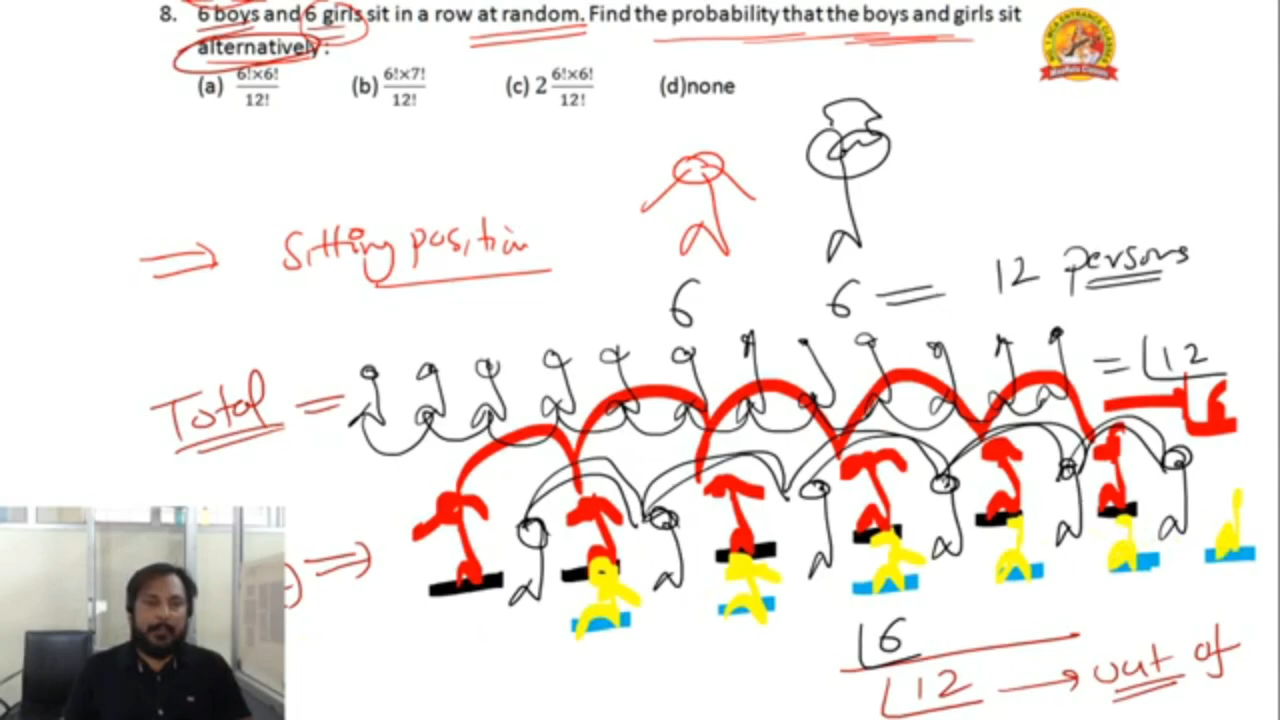 8. 6 boys and 6 girls sit in a row at random. Find the probability that the boys and girls sit
alternatively :
(a) 6!×6!/12! (b) 6!×7!/12! (c) 2 6!×6!/12! (d)none
⇒ Sitting position
6 6 = 12 persons
Total = = |12
|6
|6
|12 → out of